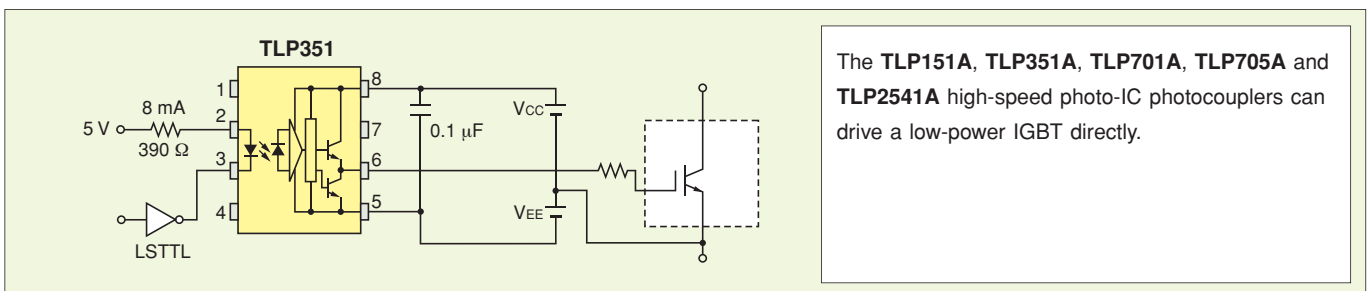 TLP351
1
8
8 mA
2
5 V
390 Ω
7
VCC
0.1 μF
3
6
4
5
VEE
LSTTL
The TLP151A, TLP351A, TLP701A, TLP705A and
TLP2541A high-speed photo-IC photocouplers can
drive a low-power IGBT directly.